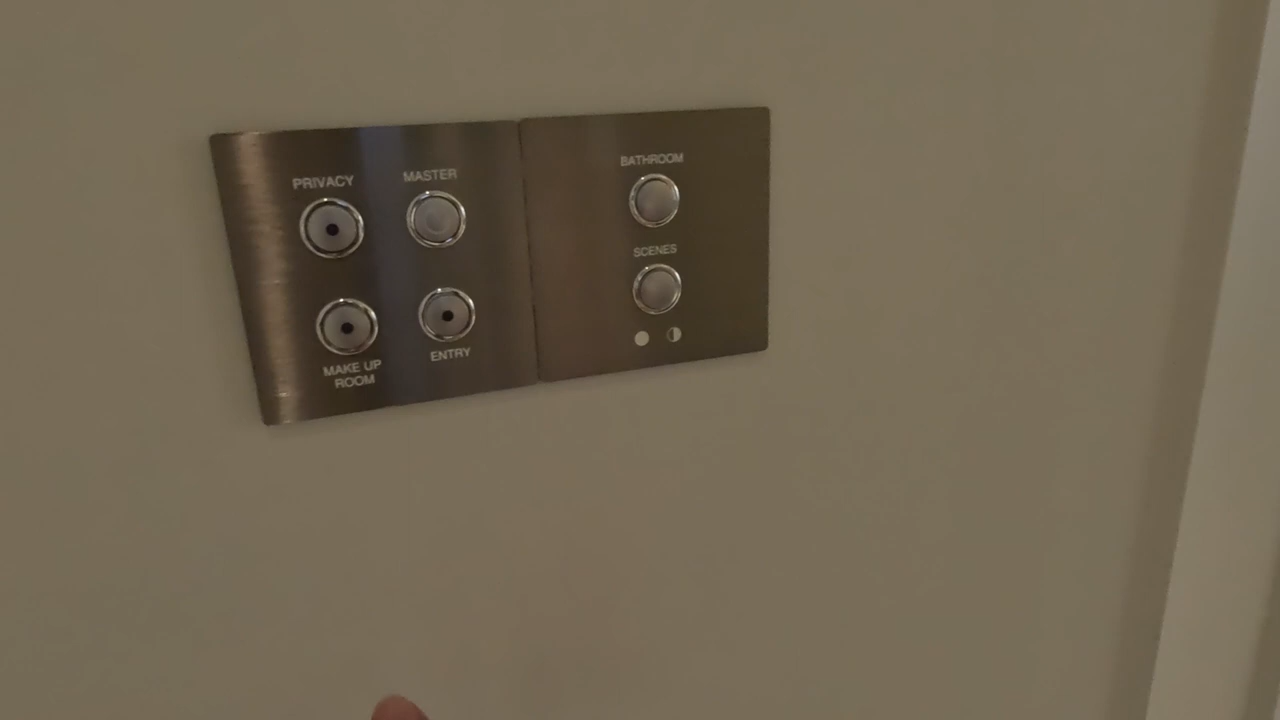 PRIVACY
MASTER
MAKE UP
ROOM
ENTRY
BATHROOM
SCENES